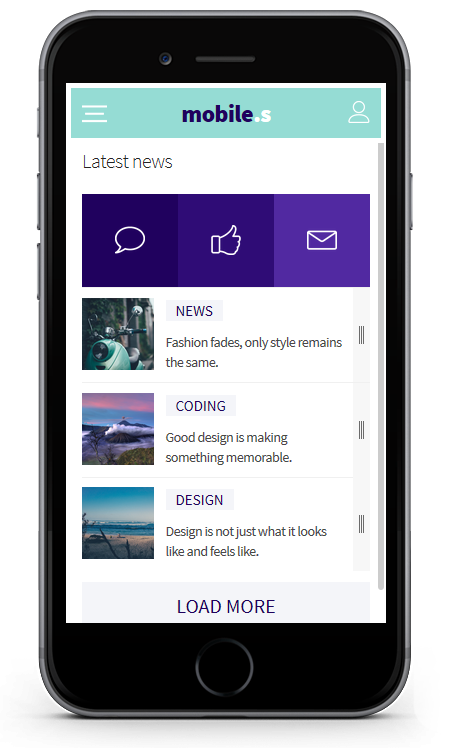 mobile.s
Latest news
NEWS
Fashion fades, only style remains
the same.
CODING
Good design is making
something memorable.
DESIGN
Design is not just what it looks
like and feels like.
LOAD MORE